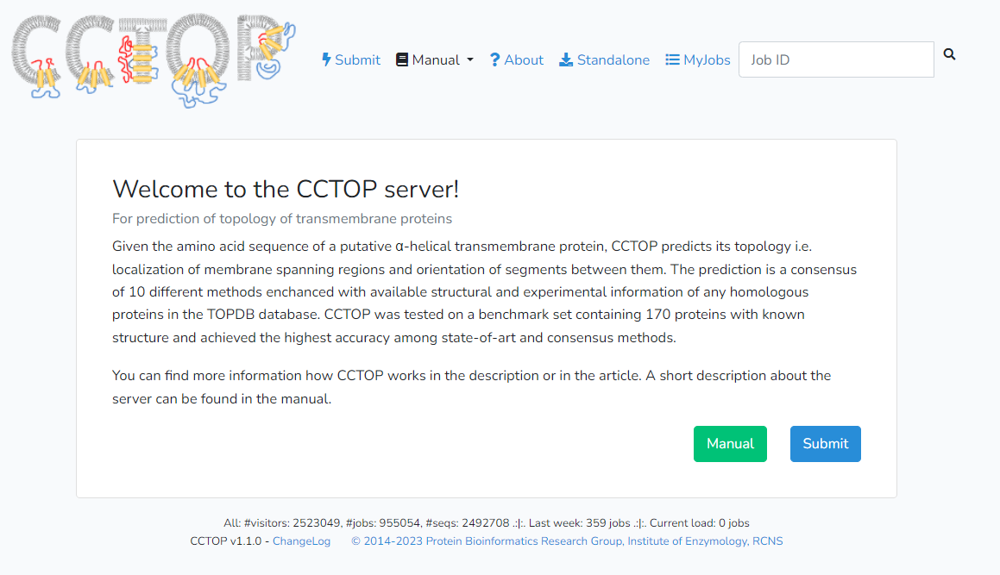 CCTOP
Submit Manual About Standalone MyJobs Job ID
Welcome to the CCTOP server!
For prediction of topology of transmembrane proteins
Given the amino acid sequence of a putative α-helical transmembrane protein, CCTOP predicts its topology i.e.
localization of membrane spanning regions and orientation of segments between them. The prediction is a consensus
of 10 different methods enchanced with available structural and experimental information of any homologous
proteins in the TOPDB database. CCTOP was tested on a benchmark set containing 170 proteins with known
structure and achieved the highest accuracy among state-of-art and consensus methods.
You can find more information how CCTOP works in the description or in the article. A short description about the
server can be found in the manual.
Manual Submit
All: #visitors: 2523049, #jobs: 955054, #seqs: 2492708 .:|:. Last week: 359 jobs .:|:. Current load: 0 jobs
CCTOP v1.1.0 - ChangeLog © 2014-2023 Protein Bioinformatics Research Group, Institute of Enzymology, RCNS